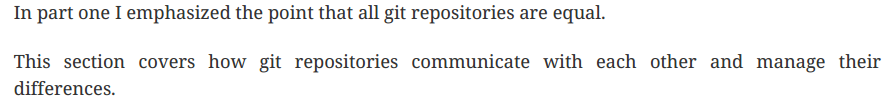 In part one I emphasized the point that all git repositories are equal.
This section covers how git repositories communicate with each other and manage their
differences.